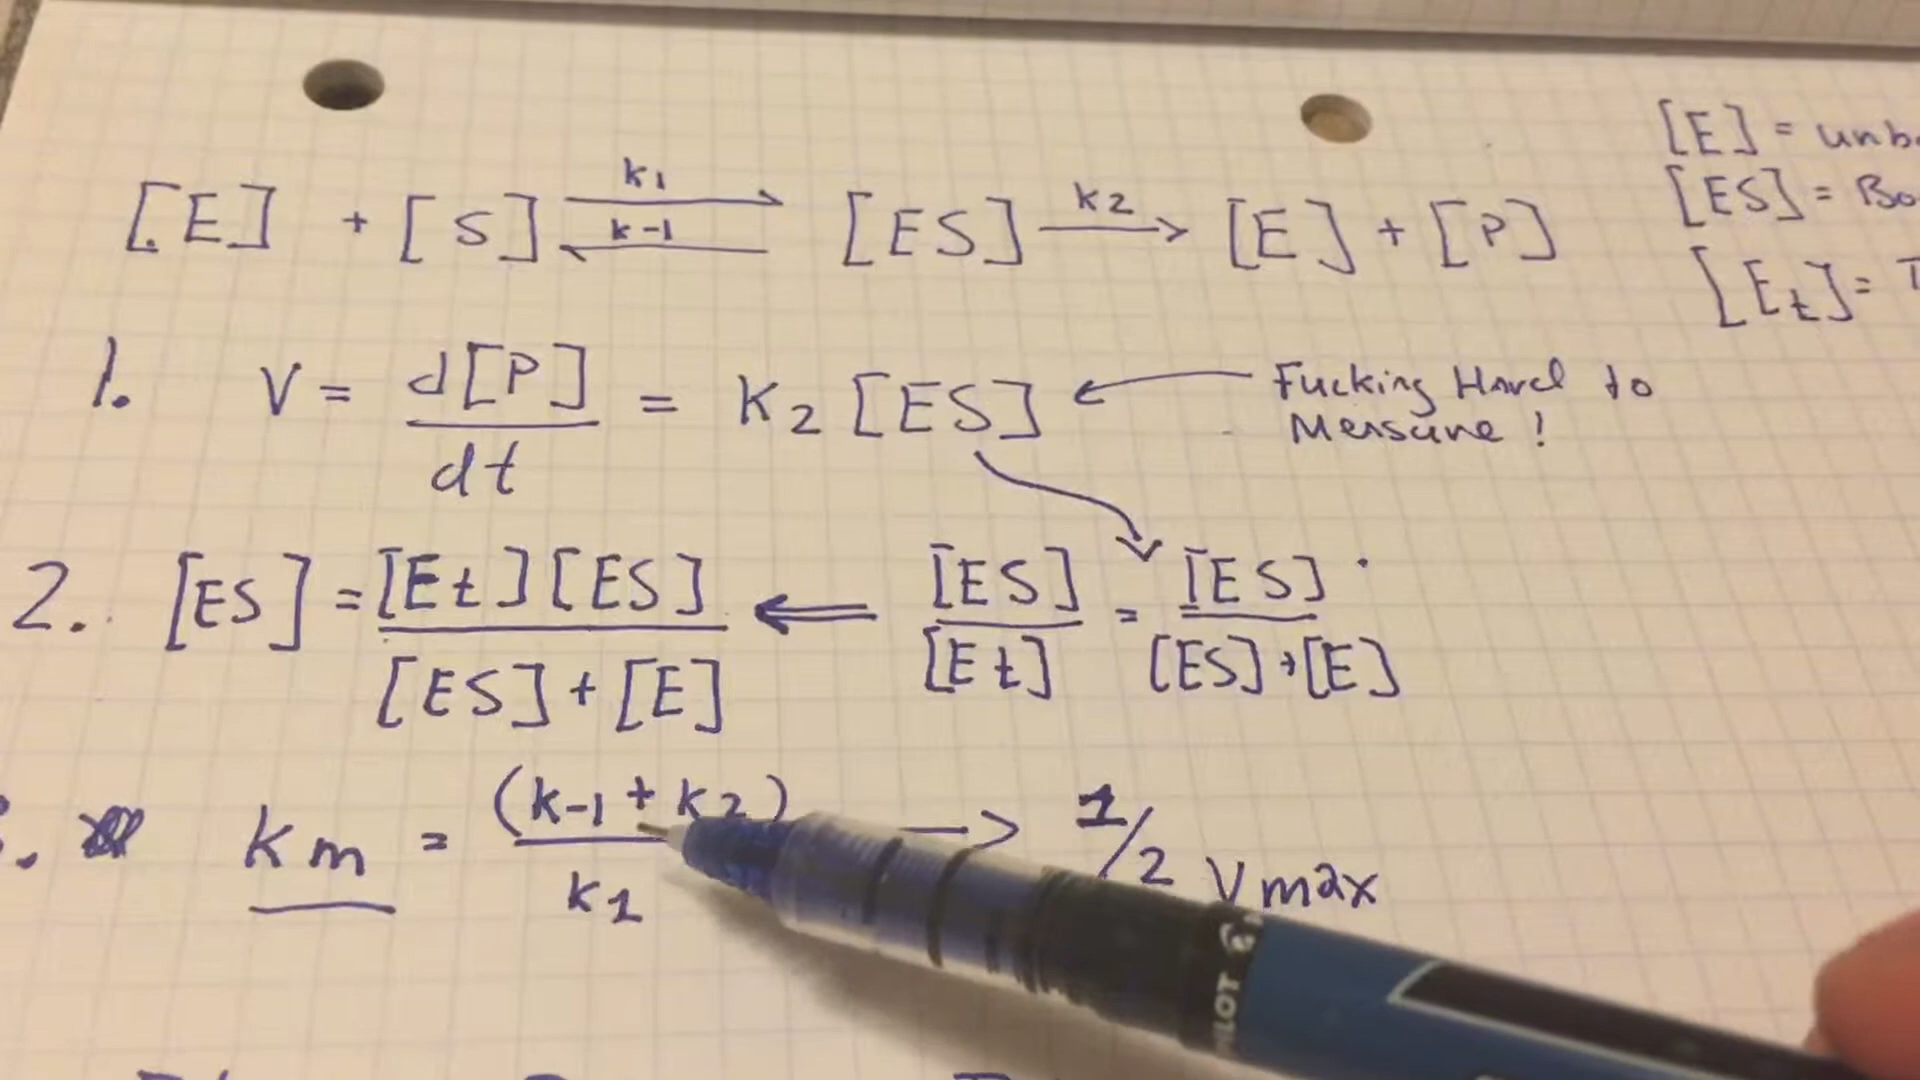 [E] + [S] k1 k-1 [ES] k2 [E] + [P]
[E] = unb
[ES] = Bo
[Et] = T
1. V = d[P]/dt = K2[ES] ← Fucking Hard to
Measure!
2. [ES] = [Et][ES]/[ES]+[E] ⇐ [ES]/[Et] = [ES]/[ES]+[E]
km = (k-1 + k2)/k1 → 1/2 Vmax
PILOT